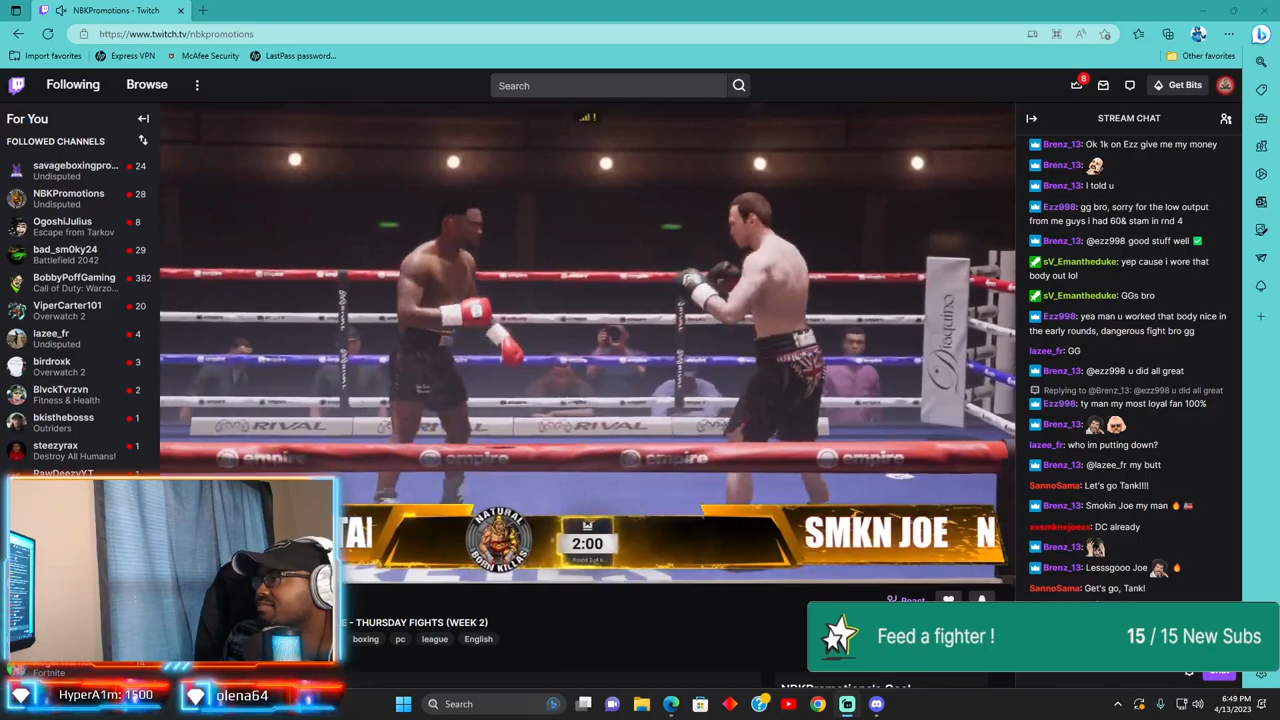 NBKPromotions - Twitch
https://www.twitch.tv/nbkpromotions
Import favorites
Express VPN
McAfee Security
LastPass password...
Other favorites
Following
Browse
Search
8
Get Bits
For You
FOLLOWED CHANNELS
savageboxingpro... 24
Undisputed
NBKPromotions 28
Undisputed
OgoshiJulius 8
Escape from Tarkov
bad_sm0ky24 29
Battlefield 2042
BobbyPoffGaming 382
Call of Duty: Warzo...
ViperCarter101 20
Overwatch 2
lazee_fr 4
Undisputed
birdroxk 3
Overwatch 2
BlvckTvrzvn 2
Fitness & Health
bkisthebosss 1
Outriders
steezyrax 1
Destroy All Humans!
RawDeezyYT
Fortnite
empire
RIVAL
RIVAL
empire
empire
empire
empire
TAI
NATURAL
BORN KILLAS
2:00
SMKN JOE N
E - THURSDAY FIGHTS (WEEK 2)
boxing
pc
league
English
React
STREAM CHAT
Brenz_13: Ok 1k on Ezz give me my money
Brenz_13:
Brenz_13: I told u
Ezz998: gg bro, sorry for the low output
from me guys i had 60& stam in rnd 4
Brenz_13: @ezz998 good stuff well
sV_Emantheduke: yep cause i wore that
body out lol
sV_Emantheduke: GGs bro
Ezz998: yea man u worked that body nice in
the early rounds, dangerous fight bro gg
lazee_fr: GG
Brenz_13: @ezz998 u did all great
Replying to @Brenz_13: @ezz998 u did all great
Ezz998: ty man my most loyal fan 100%
Brenz_13:
lazee_fr: who im putting down?
Brenz_13: @lazee_fr my butt
SannoSama: Let's go Tank!!!!
Brenz_13: Smokin Joe my man
xxsmknxjoexx: DC already
Brenz_13:
Brenz_13: Lesssgooo Joe
SannoSama: Get's go, Tank!
Feed a fighter !
15 / 15 New Subs
Chat
NBKPromotions's Goal
HyperA1m: 1500
olena64
Search
6:49 PM
4/13/2023